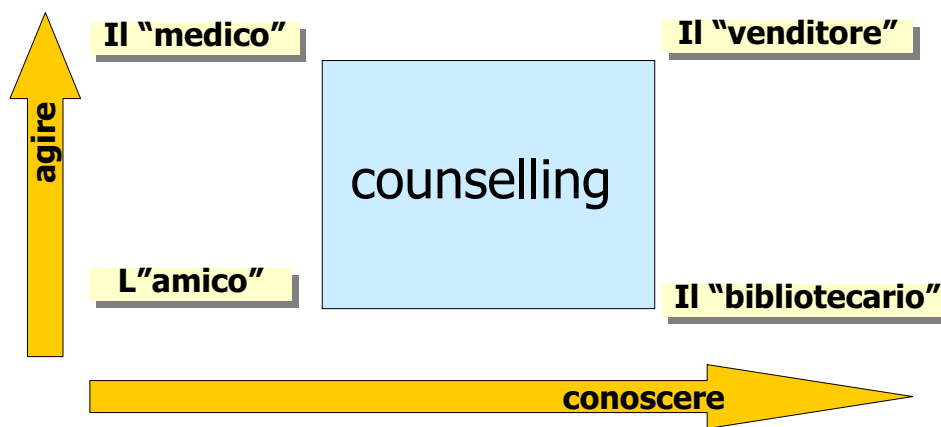 Il “medico”
Il “venditore”
agire
counselling
L”amico”
Il “bibliotecario”
conoscere